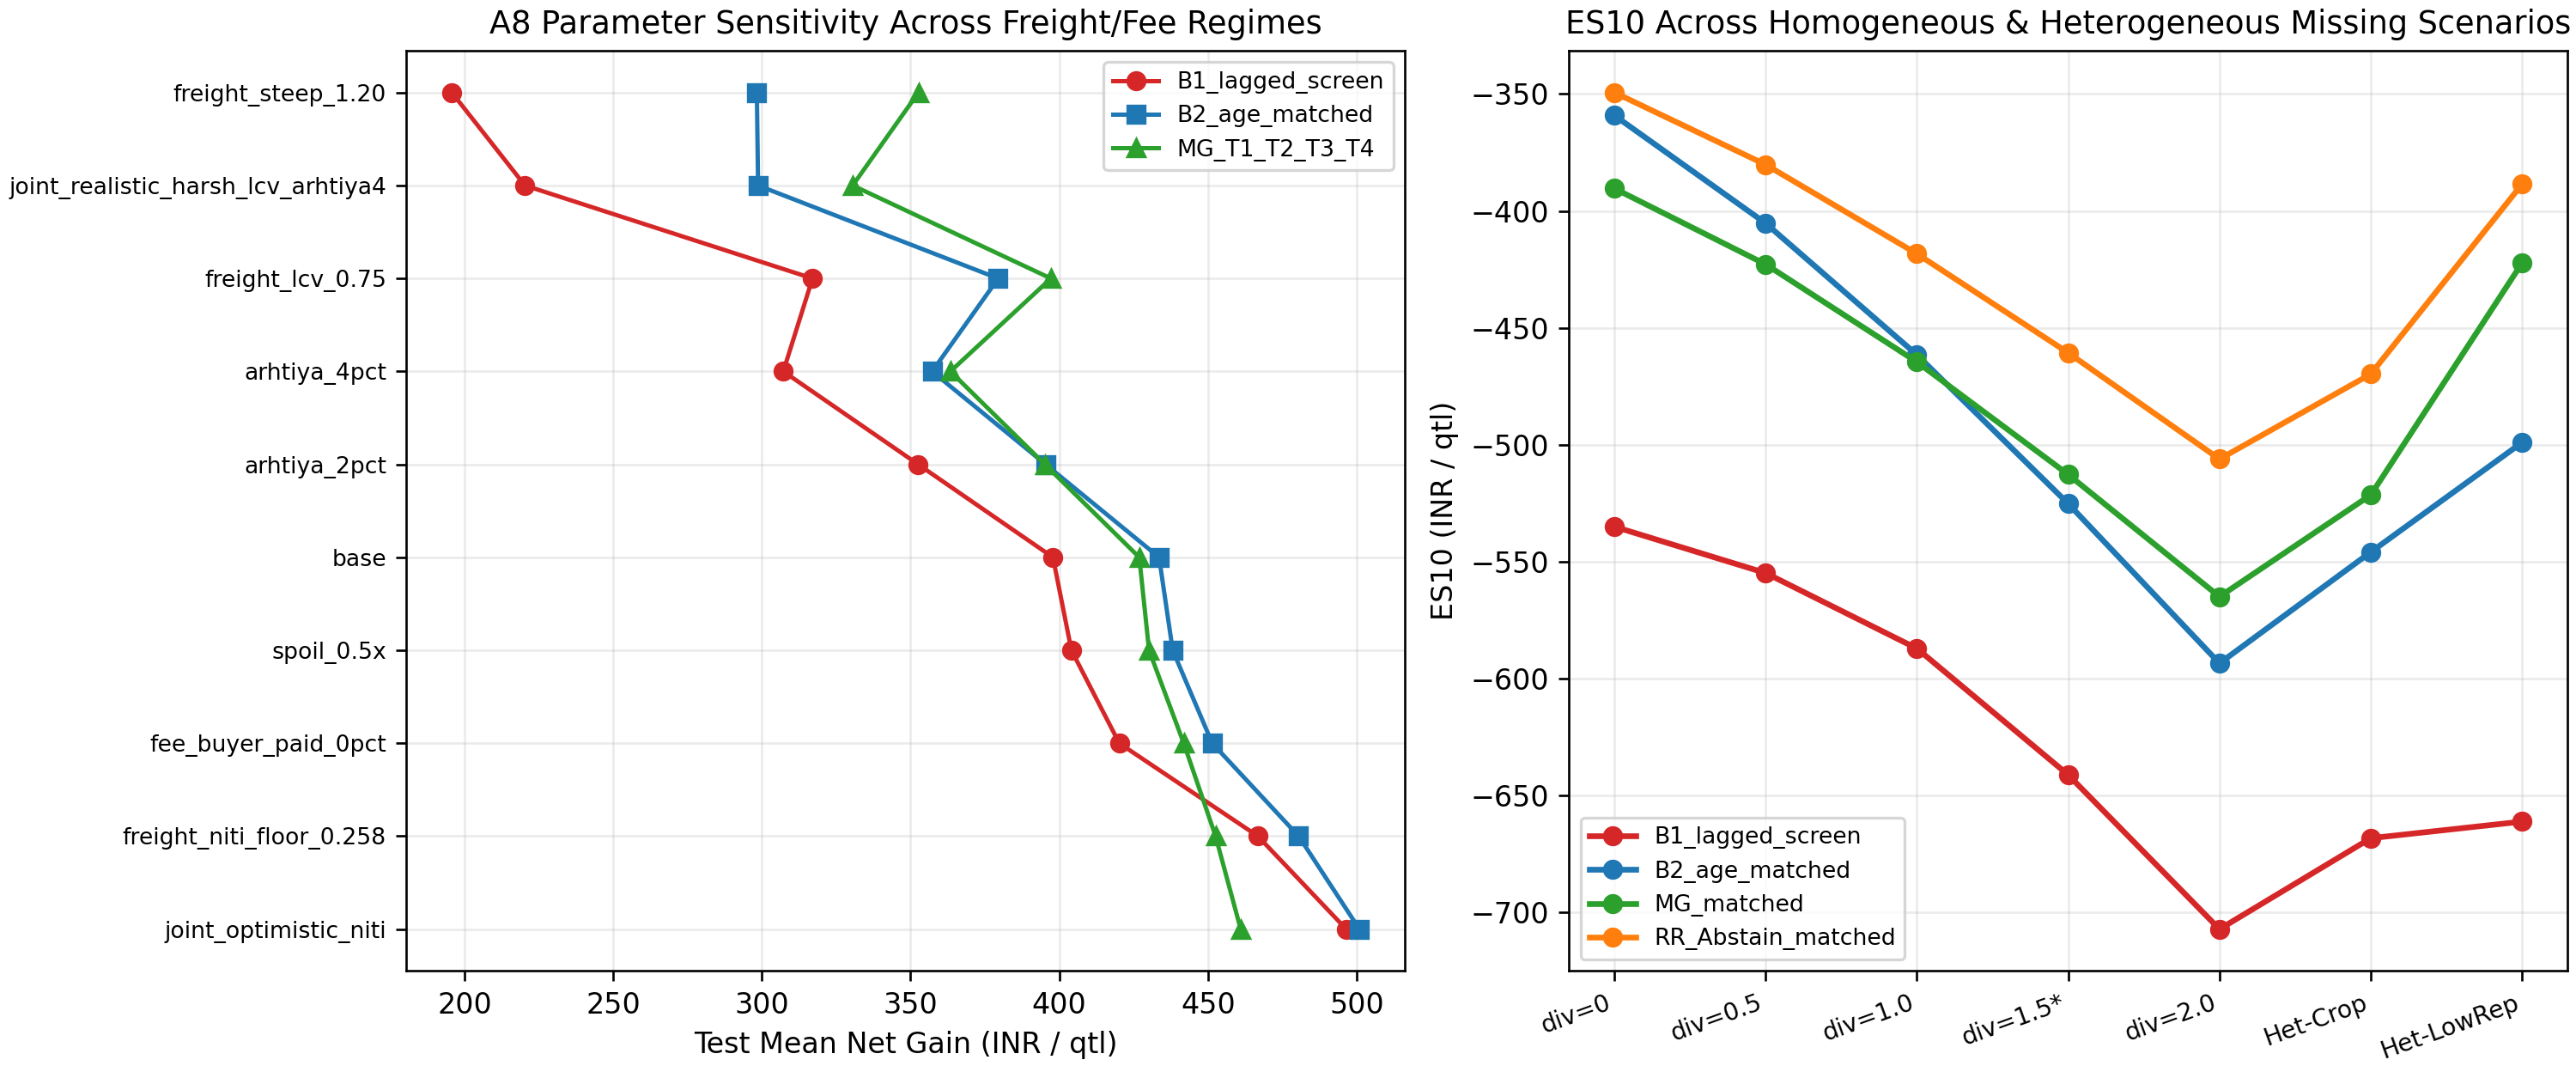 A8 Parameter Sensitivity Across Freight/Fee Regimes
B1_lagged_screen
B2_age_matched
MG_T1_T2_T3_T4
freight_steep_1.20
joint_realistic_harsh_lcv_arhtiya4
freight_lcv_0.75
arhtiya_4pct
arhtiya_2pct
base
spoil_0.5x
fee_buyer_paid_0pct
freight_niti_floor_0.258
joint_optimistic_niti
200 250 300 350 400 450 500
Test Mean Net Gain (INR / qtl)
ES10 Across Homogeneous & Heterogeneous Missing Scenarios
ES10 (INR / qtl)
−350
−400
−450
−500
−550
−600
−650
−700
B1_lagged_screen
B2_age_matched
MG_matched
RR_Abstain_matched
div=0 div=0.5 div=1.0 div=1.5* div=2.0 Het-Crop Het-LowRep